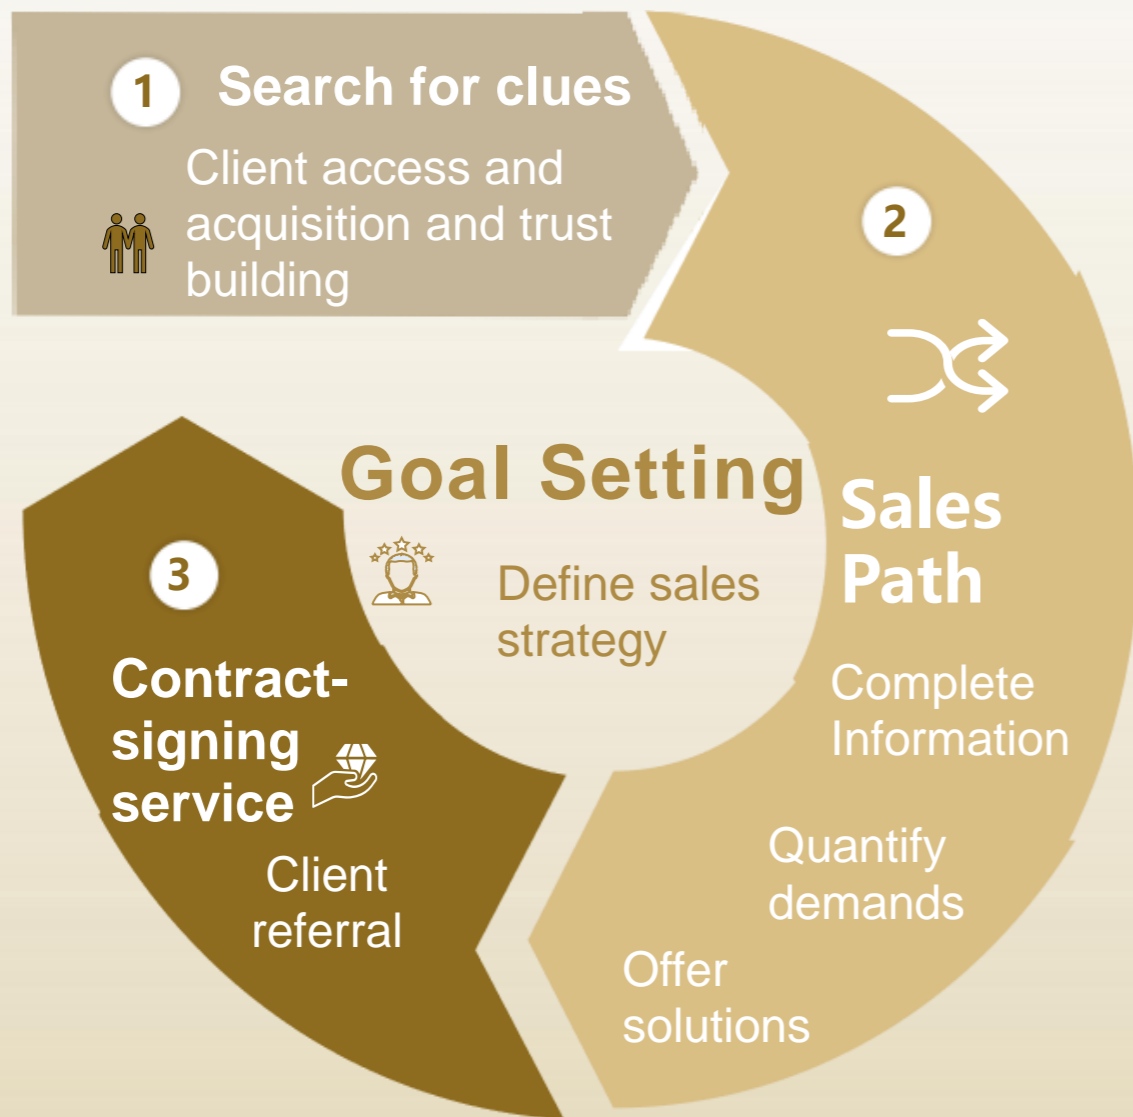 1
Search for clues
Client access and
acquisition and trust
building
2
Sales
Path
Complete
Information
Quantify
demands
Offer
solutions
3
Contract-
signing
service
Client
referral
Goal Setting
Define sales
strategy